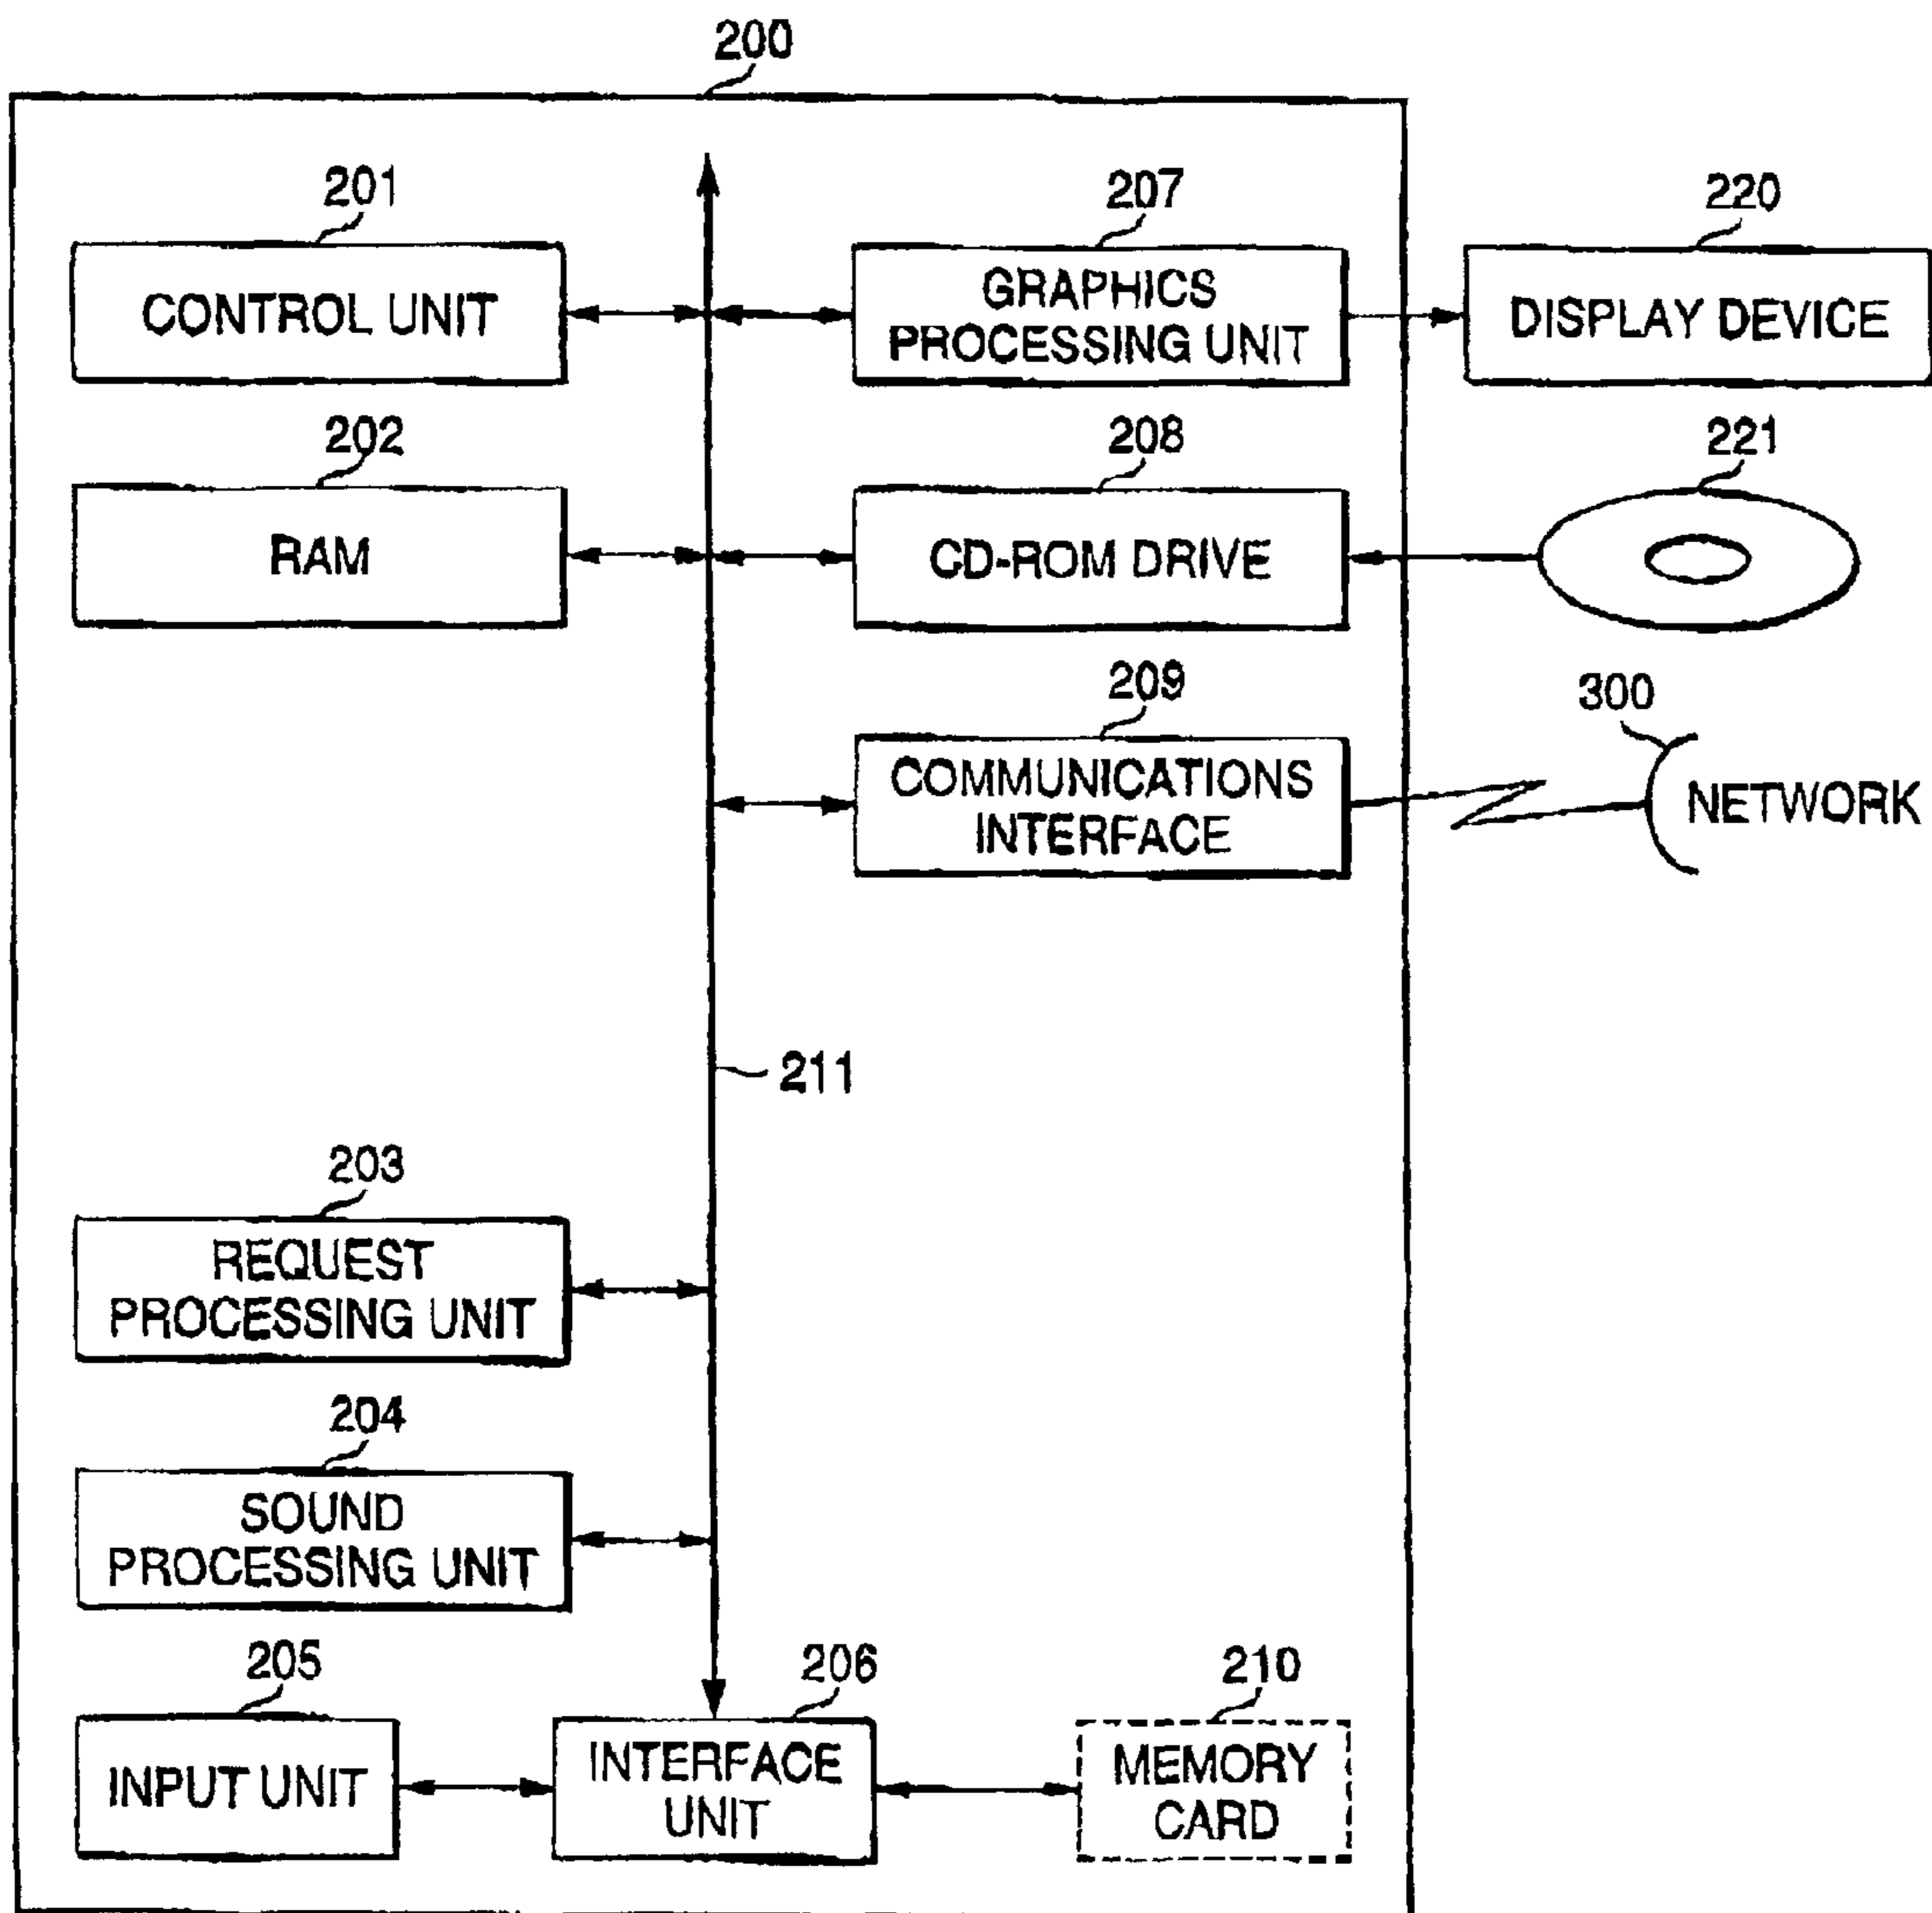 200
201
CONTROL UNIT
207
GRAPHICS
PROCESSING UNIT
220
DISPLAY DEVICE
202
RAM
208
CD-ROM DRIVE
221
209
COMMUNICATIONS
INTERFACE
300
NETWORK
211
203
REQUEST
PROCESSING UNIT
204
SOUND
PROCESSING UNIT
205
INPUT UNIT
206
INTERFACE
UNIT
210
MEMORY
CARD